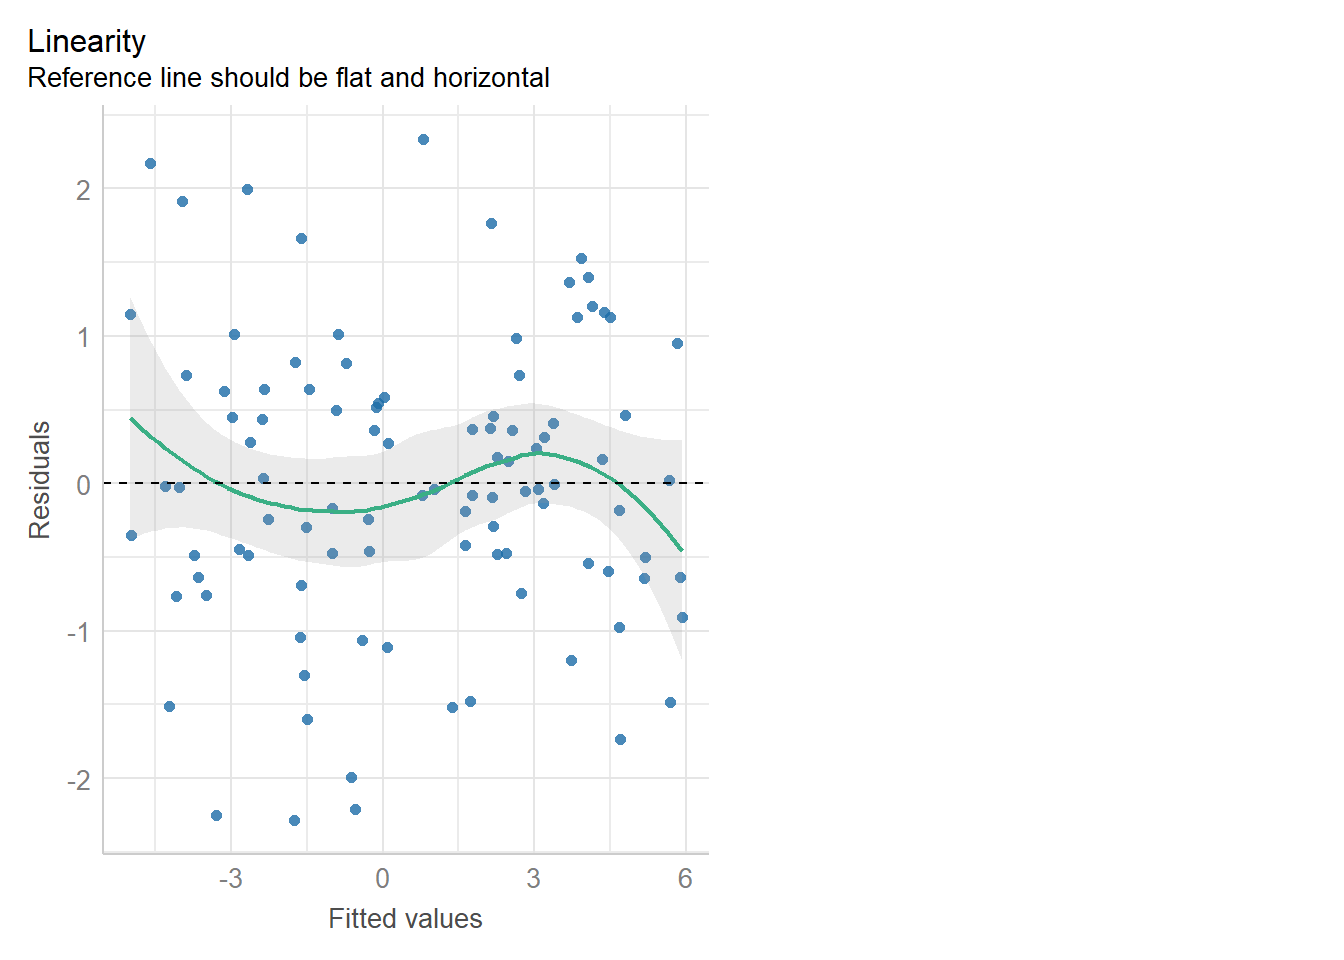 Linearity
Reference line should be flat and horizontal
2
1
0
-1
-2
Residuals
-3 0 3 6
Fitted values